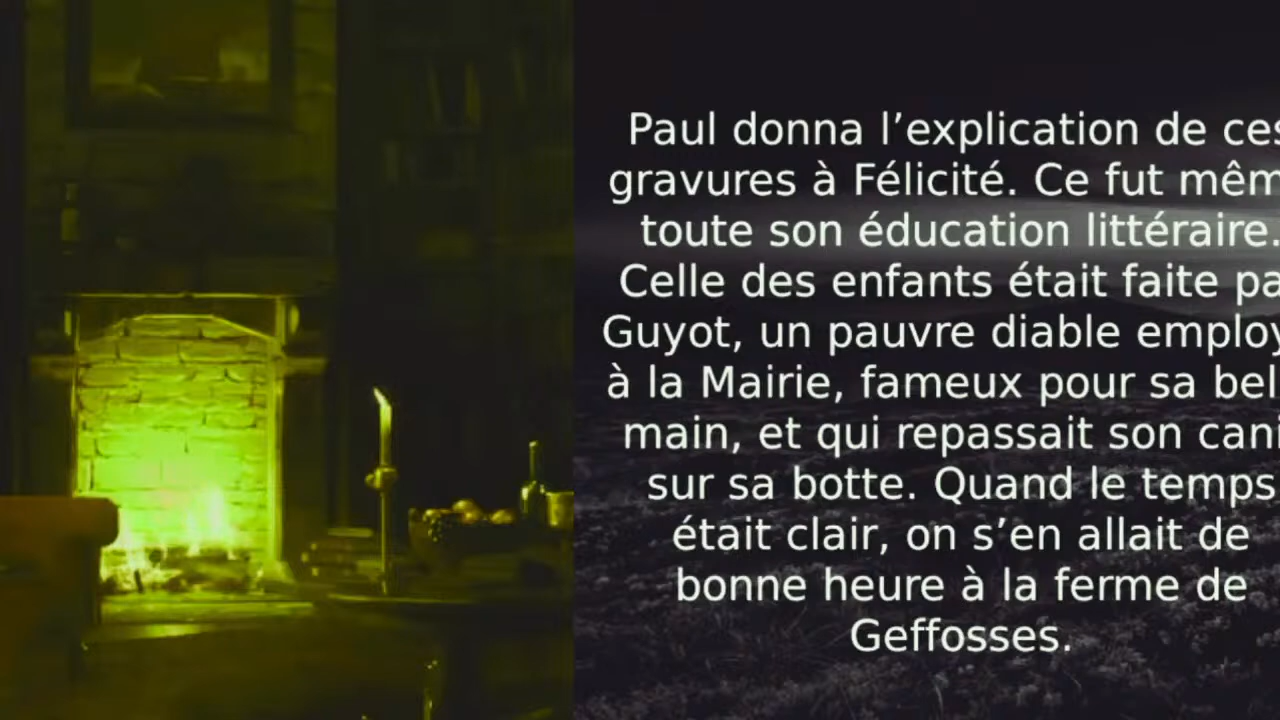 Paul donna l’explication de ces
gravures à Félicité. Ce fut mêm
toute son éducation littéraire.
Celle des enfants était faite pa
Guyot, un pauvre diable employ
à la Mairie, fameux pour sa bel
main, et qui repassait son cani
sur sa botte. Quand le temps
était clair, on s’en allait de
bonne heure à la ferme de
Geffosses.